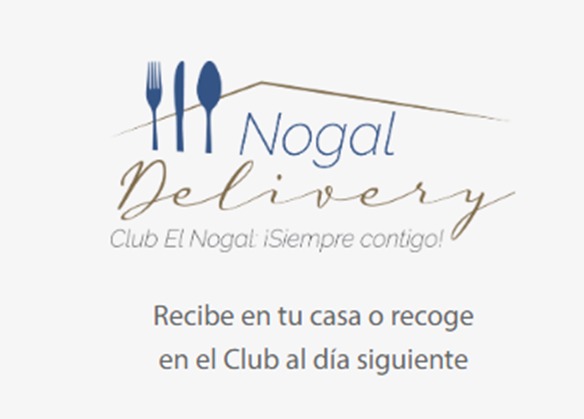 Nogal
Delivery
Club El Nogal: ¡Siempre contigo!
Recibe en tu casa o recoge
en el Club al día siguiente